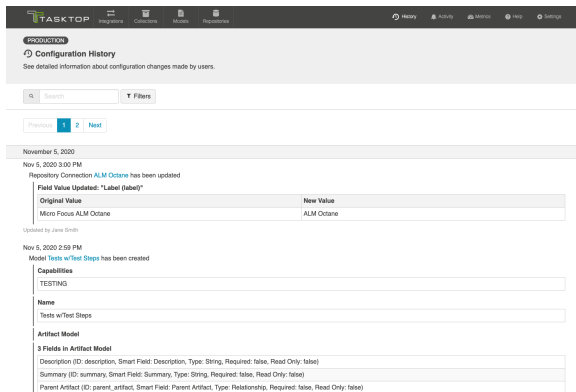 TASKTOP
Integrations
Collections
Models
Repositories
History
Activity
Metrics
Help
Settings
PRODUCTION
Configuration History
See detailed information about configuration changes made by users.
Search
Filters
Previous 1 2 Next
November 5, 2020
Nov 5, 2020 3:00 PM
Repository Connection ALM Octane has been updated
Field Value Updated: "Label (label)"
Original Value New Value
Micro Focus ALM Octane ALM Octane
Updated by Jane Smith
Nov 5, 2020 2:59 PM
Model Tests w/Test Steps has been created
Capabilities
TESTING
Name
Tests w/Test Steps
Artifact Model
3 Fields in Artifact Model
Description (ID: description, Smart Field: Description, Type: String, Required: false, Read Only: false)
Summary (ID: summary, Smart Field: Summary, Type: String, Required: false, Read Only: false)
Parent Artifact (ID: parent_artifact, Smart Field: Parent Artifact, Type: Relationship, Required: false, Read Only: false)